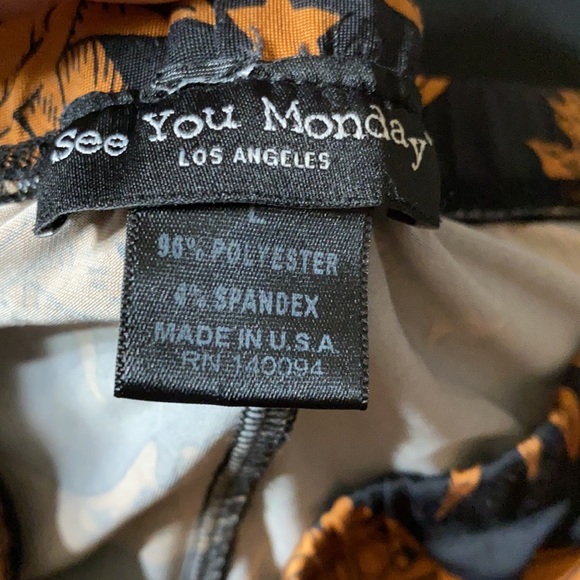 See You Monday
LOS ANGELES
L
96% POLYESTER
4% SPANDEX
MADE IN U.S.A
RN 140094